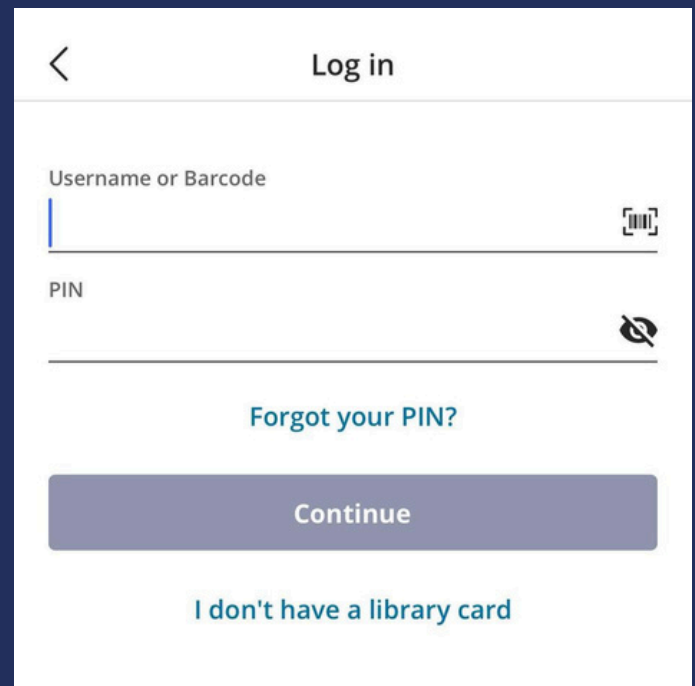 Log in
Username or Barcode
PIN
Forgot your PIN?
Continue
I don't have a library card